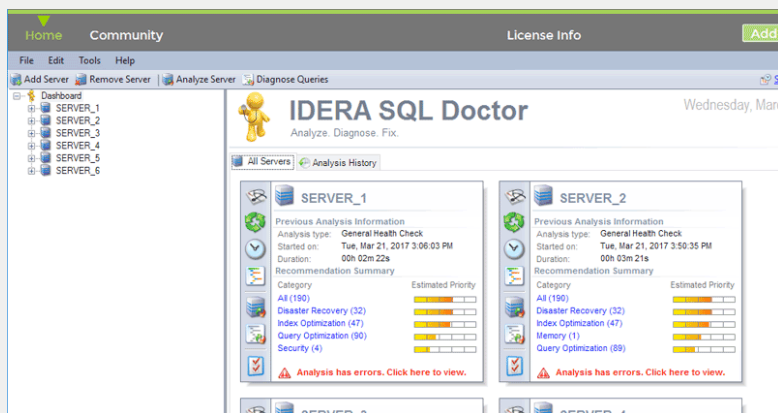 Home Community License Info Add
File Edit Tools Help
Add Server Remove Server Analyze Server Diagnose Queries
Dashboard
SERVER_1
SERVER_2
SERVER_3
SERVER_4
SERVER_5
SERVER_6
IDERA SQL Doctor
Analyze. Diagnose. Fix.
Wednesday, Mar
All Servers Analysis History
SERVER_1
Previous Analysis Information
Analysis type: General Health Check
Started on: Tue, Mar 21, 2017 3:06:03 PM
Duration: 00h 02m 22s
Recommendation Summary
Category Estimated Priority
All (190)
Disaster Recovery (32)
Index Optimization (47)
Query Optimization (90)
Security (4)
Analysis has errors. Click here to view.
SERVER_2
Previous Analysis Information
Analysis type: General Health Check
Started on: Tue, Mar 21, 2017 3:50:35 PM
Duration: 00h 03m 21s
Recommendation Summary
Category Estimated Priority
All (190)
Disaster Recovery (32)
Index Optimization (47)
Memory (1)
Query Optimization (89)
Analysis has errors. Click here to view.